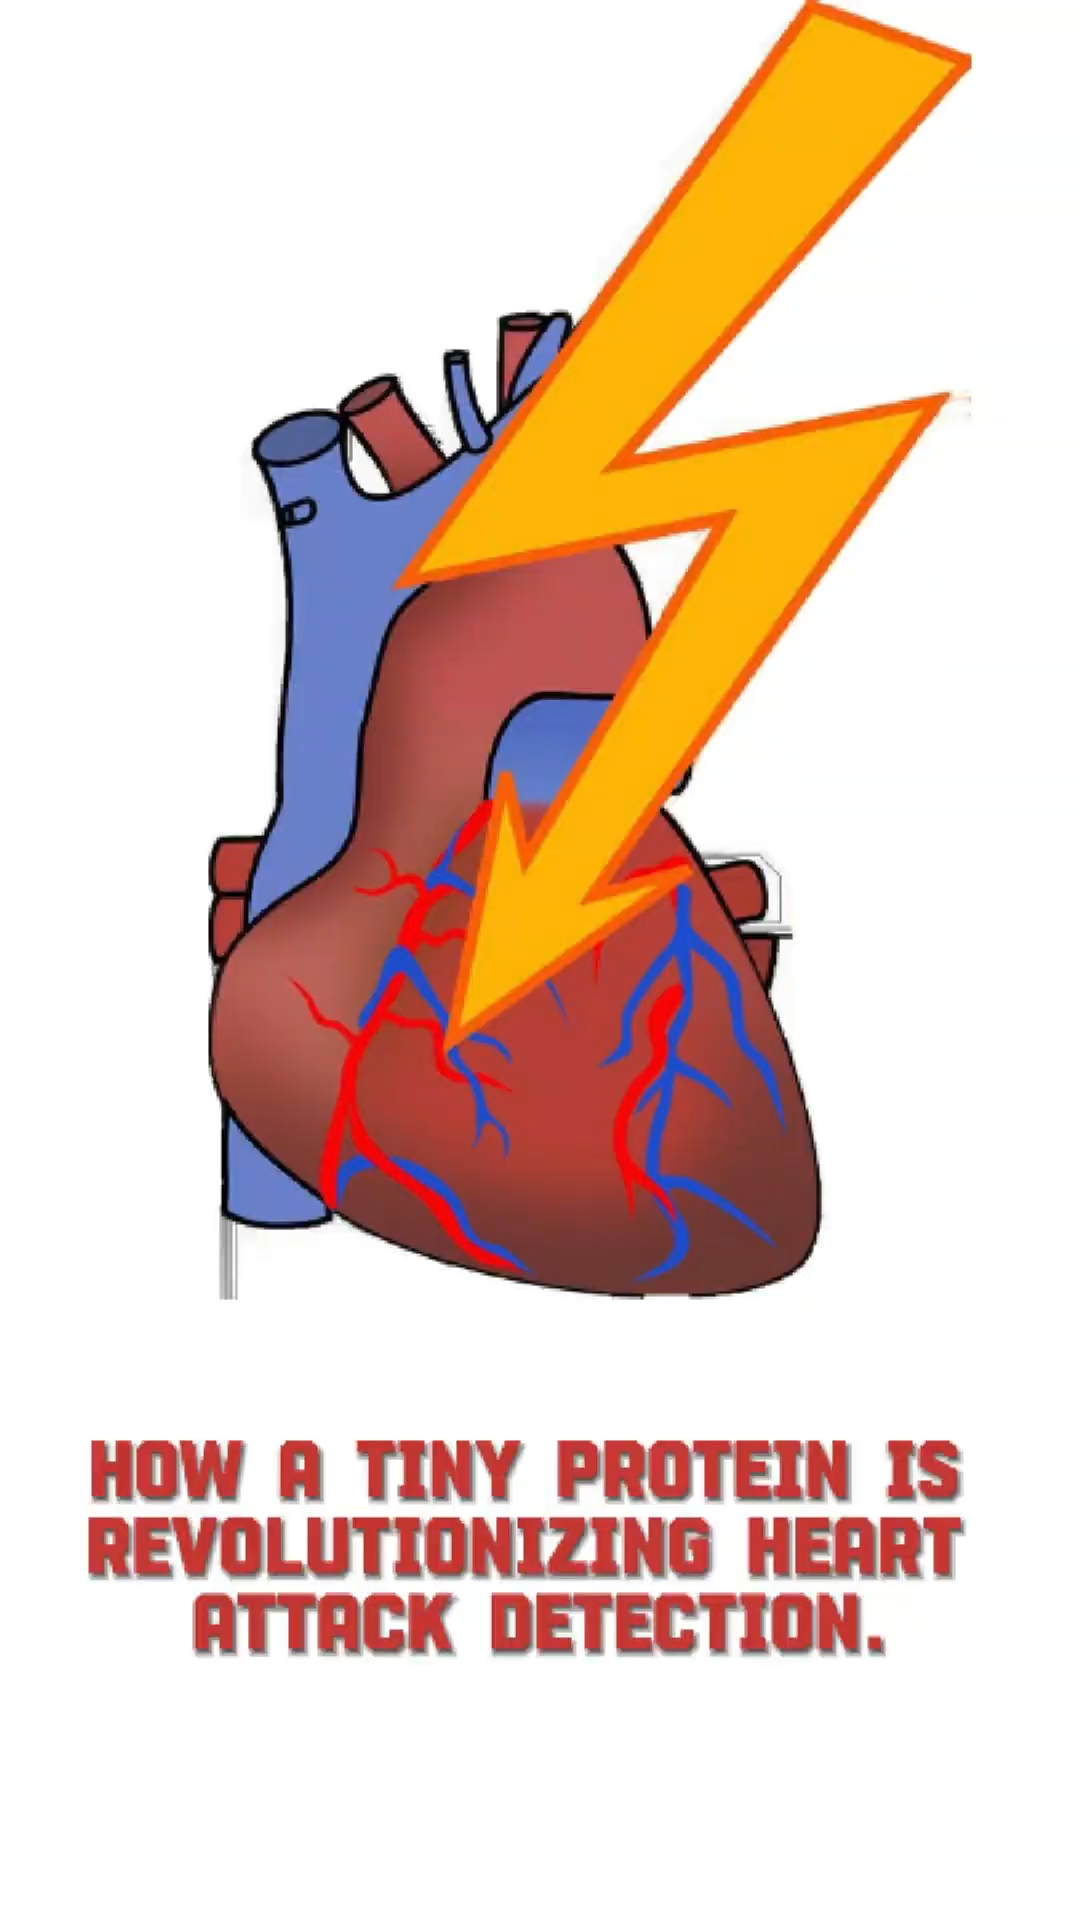 HOW A TINY PROTEIN IS
REVOLUTIONIZING HEART
ATTACK DETECTION.